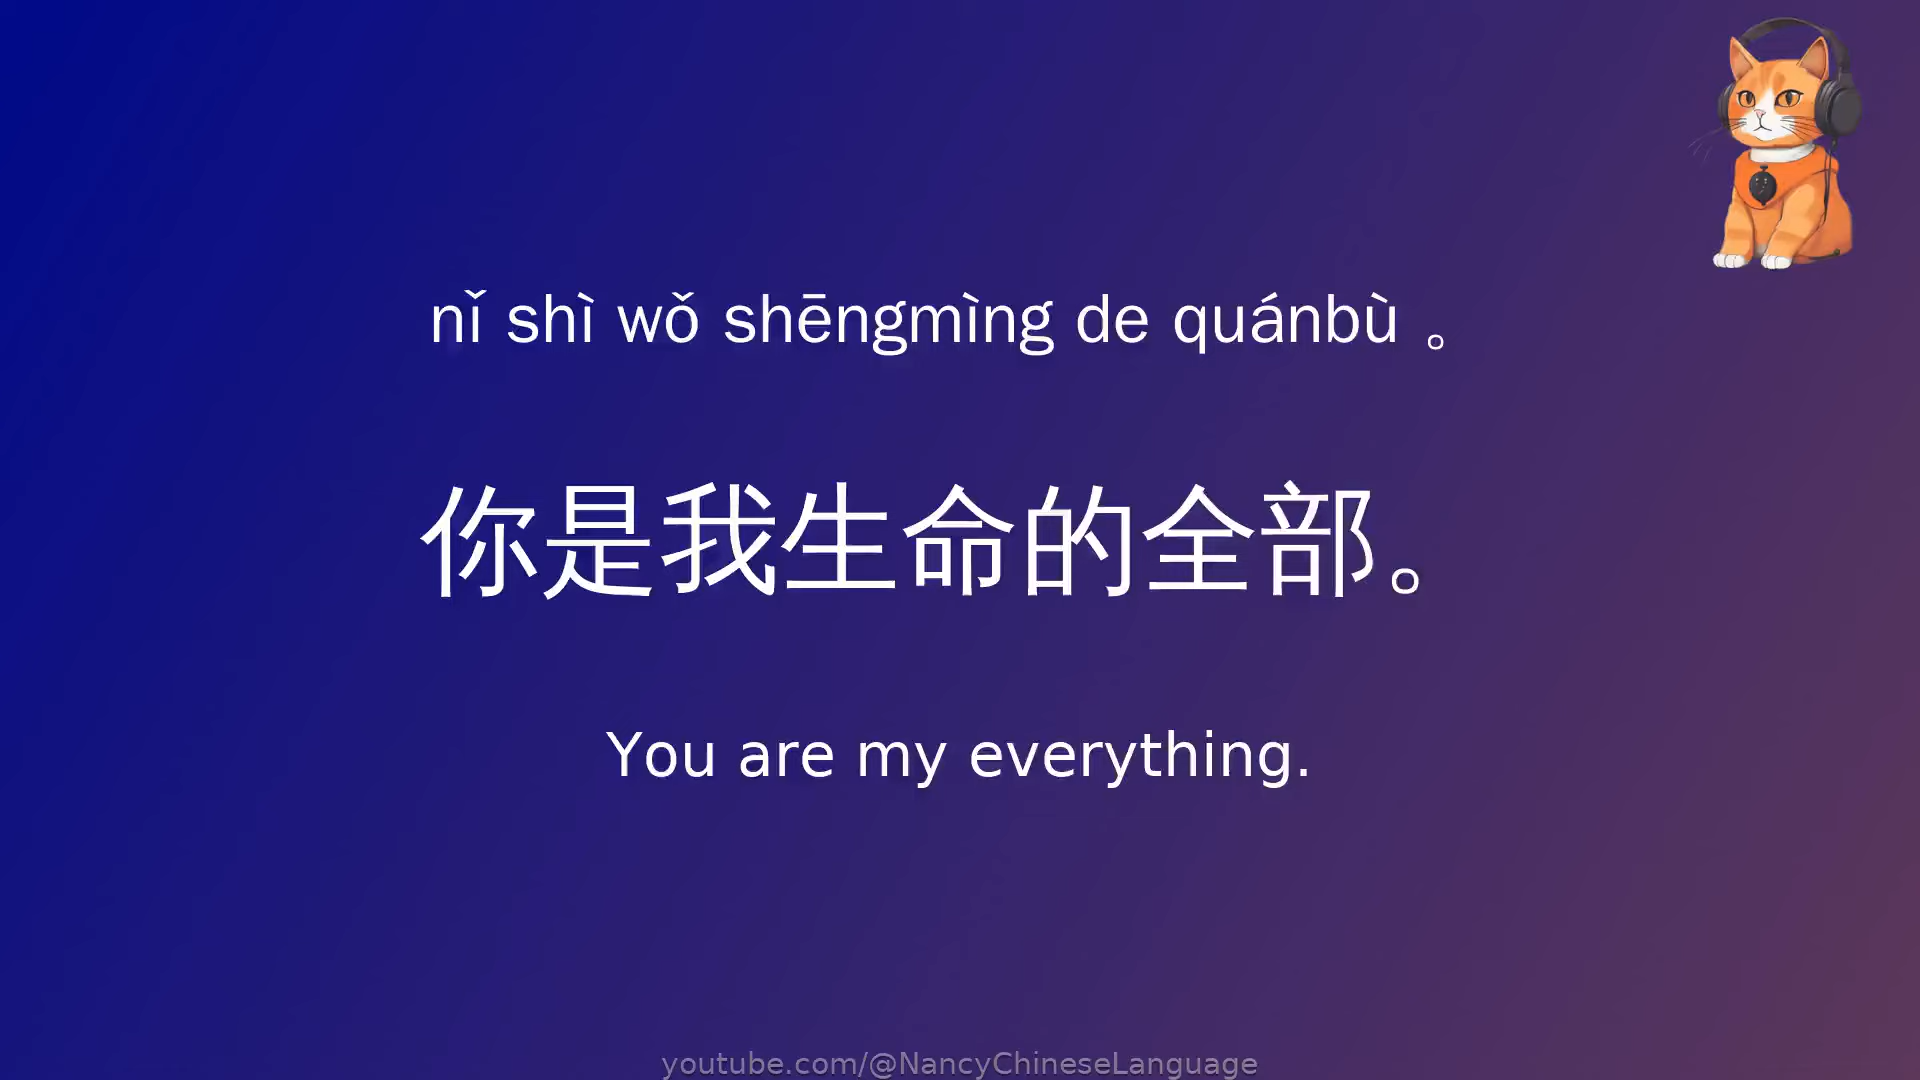 nǐ shì wǒ shēngmìng de quánbù 。
你是我生命的全部。
You are my everything.
youtube.com/@NancyChineseLanguage